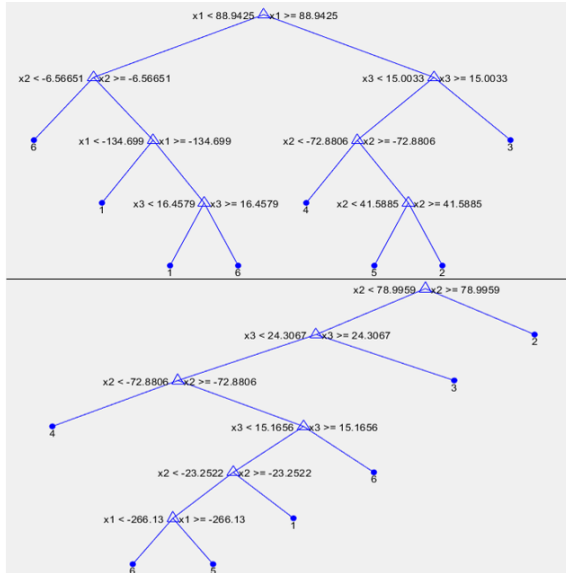 x1 < 88.9425 x1 >= 88.9425
x2 < -6.56651 x2 >= -6.56651 x3 < 15.0033 x3 >= 15.0033
6 x1 < -134.699 x1 >= -134.699 x2 < -72.8806 x2 >= -72.8806 3
1 x3 < 16.4579 x3 >= 16.4579 4 x2 < 41.5885 x2 >= 41.5885
1 6 5 2
x2 < 78.9959 x2 >= 78.9959
x3 < 24.3067 x3 >= 24.3067 2
x2 < -72.8806 x2 >= -72.8806 3
4 x3 < 15.1656 x3 >= 15.1656
x2 < -23.2522 x2 >= -23.2522 6
x1 < -266.13 x1 >= -266.13 1
6 5